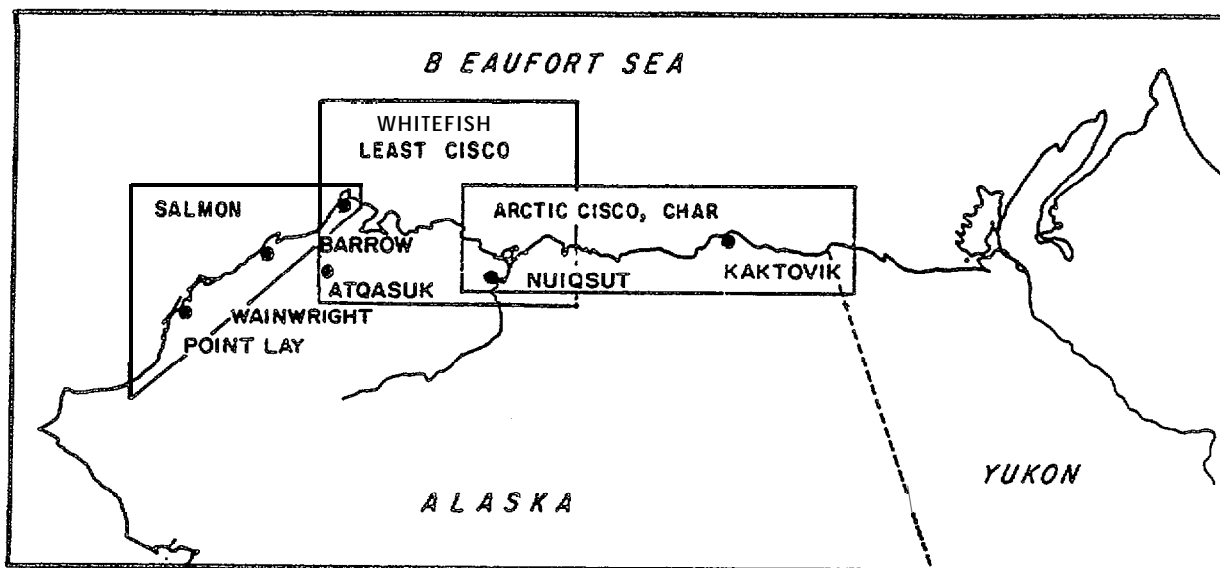 B EAUFORT SEA
WHITEFISH
LEAST CISCO
SALMON
ARCTIC CISCO, CHAR
BARROW
ATQASUK
NUIQSUT
KAKTOVIK
WAINWRIGHT
POINT LAY
ALASKA
YUKON